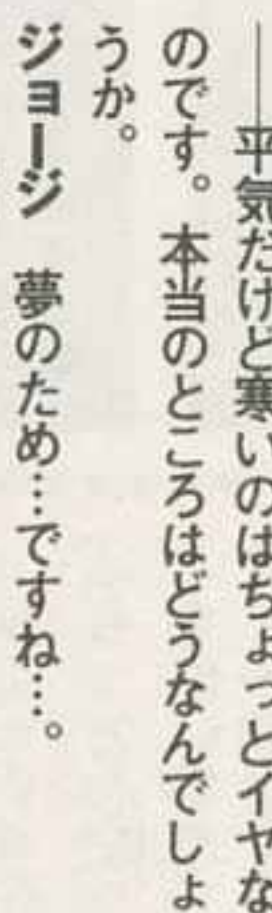 ――平気だけど寒いのはちょっとイヤな
のです。本当のところはどうなんでしょ
うか。
ジョージ　夢のため…ですね…。